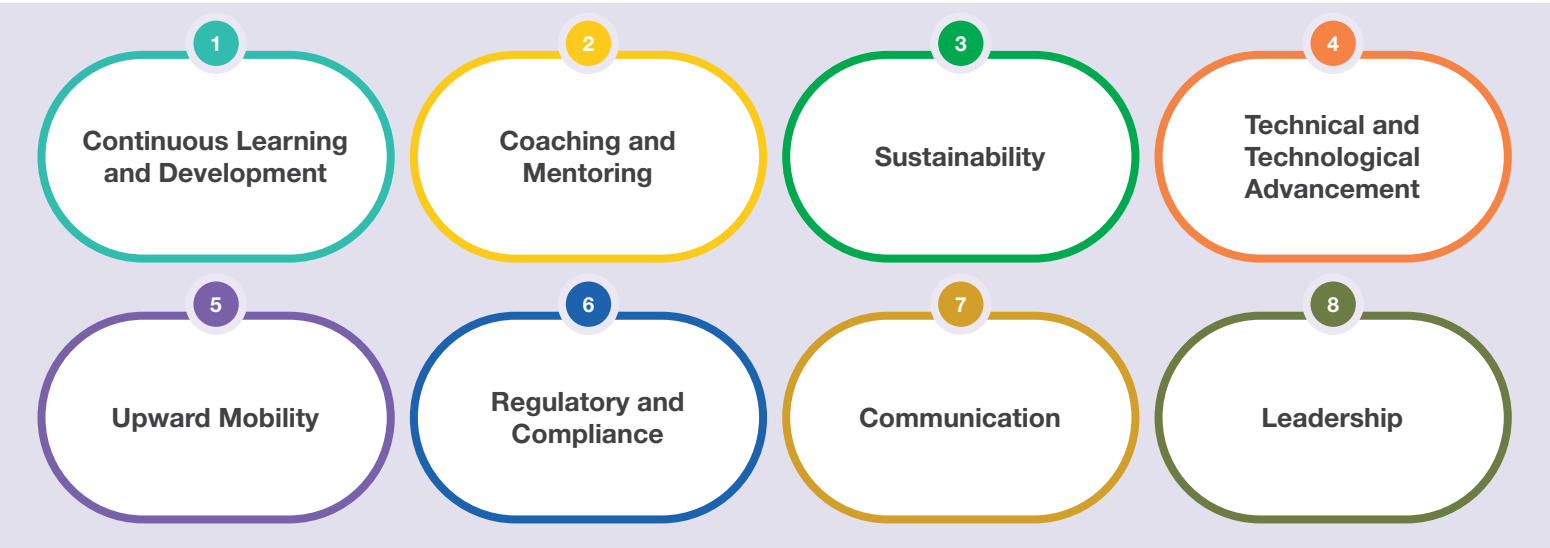 1
Continuous Learning
and Development
2
Coaching and
Mentoring
3
Sustainability
4
Technical and
Technological
Advancement
5
Upward Mobility
6
Regulatory and
Compliance
7
Communication
8
Leadership